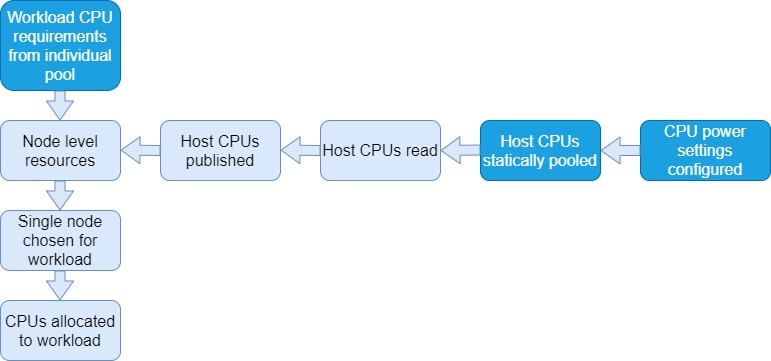 Workload CPU
requirements
from individual
pool
Node level
resources
Host CPUs
published
Host CPUs read
Host CPUs
statically pooled
CPU power
settings
configured
Single node
chosen for
workload
CPUs allocated
to workload